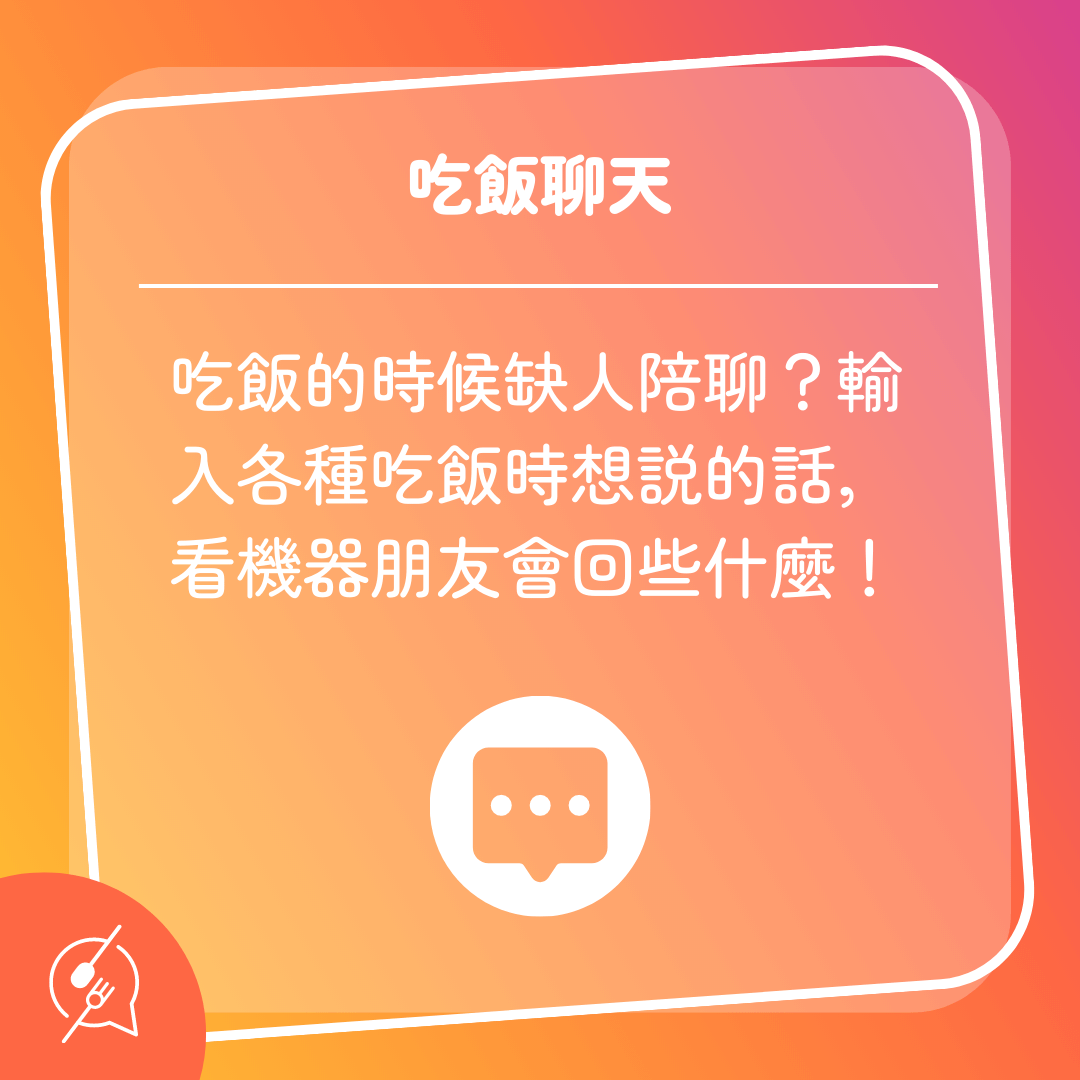 吃飯聊天
吃飯的時候缺人陪聊？輸
入各種吃飯時想説的話，
看機器朋友會回些什麼！